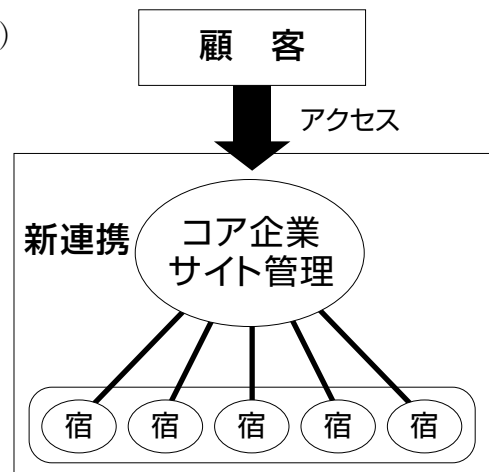 )
顧 客
アクセス
新連携
コア企業
サイト管理
宿 宿 宿 宿 宿